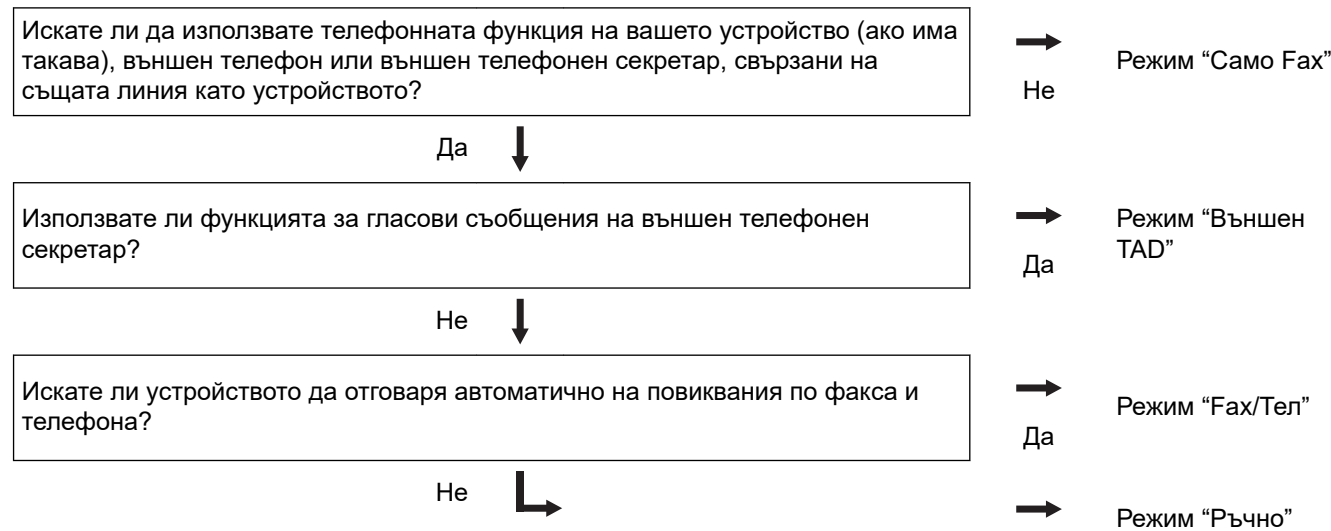 Искате ли да използвате телефонната функция на вашето устройство (ако има
такава), външен телефон или външен телефонен секретар, свързани на
същата линия като устройството?
Не
Режим “Само Fax”
Да
Използвате ли функцията за гласови съобщения на външен телефонен
секретар?
Да
Режим “Външен
TAD”
Не
Искате ли устройството да отговаря автоматично на повиквания по факса и
телефона?
Да
Режим “Fax/Тел”
Не
Режим “Ръчно”